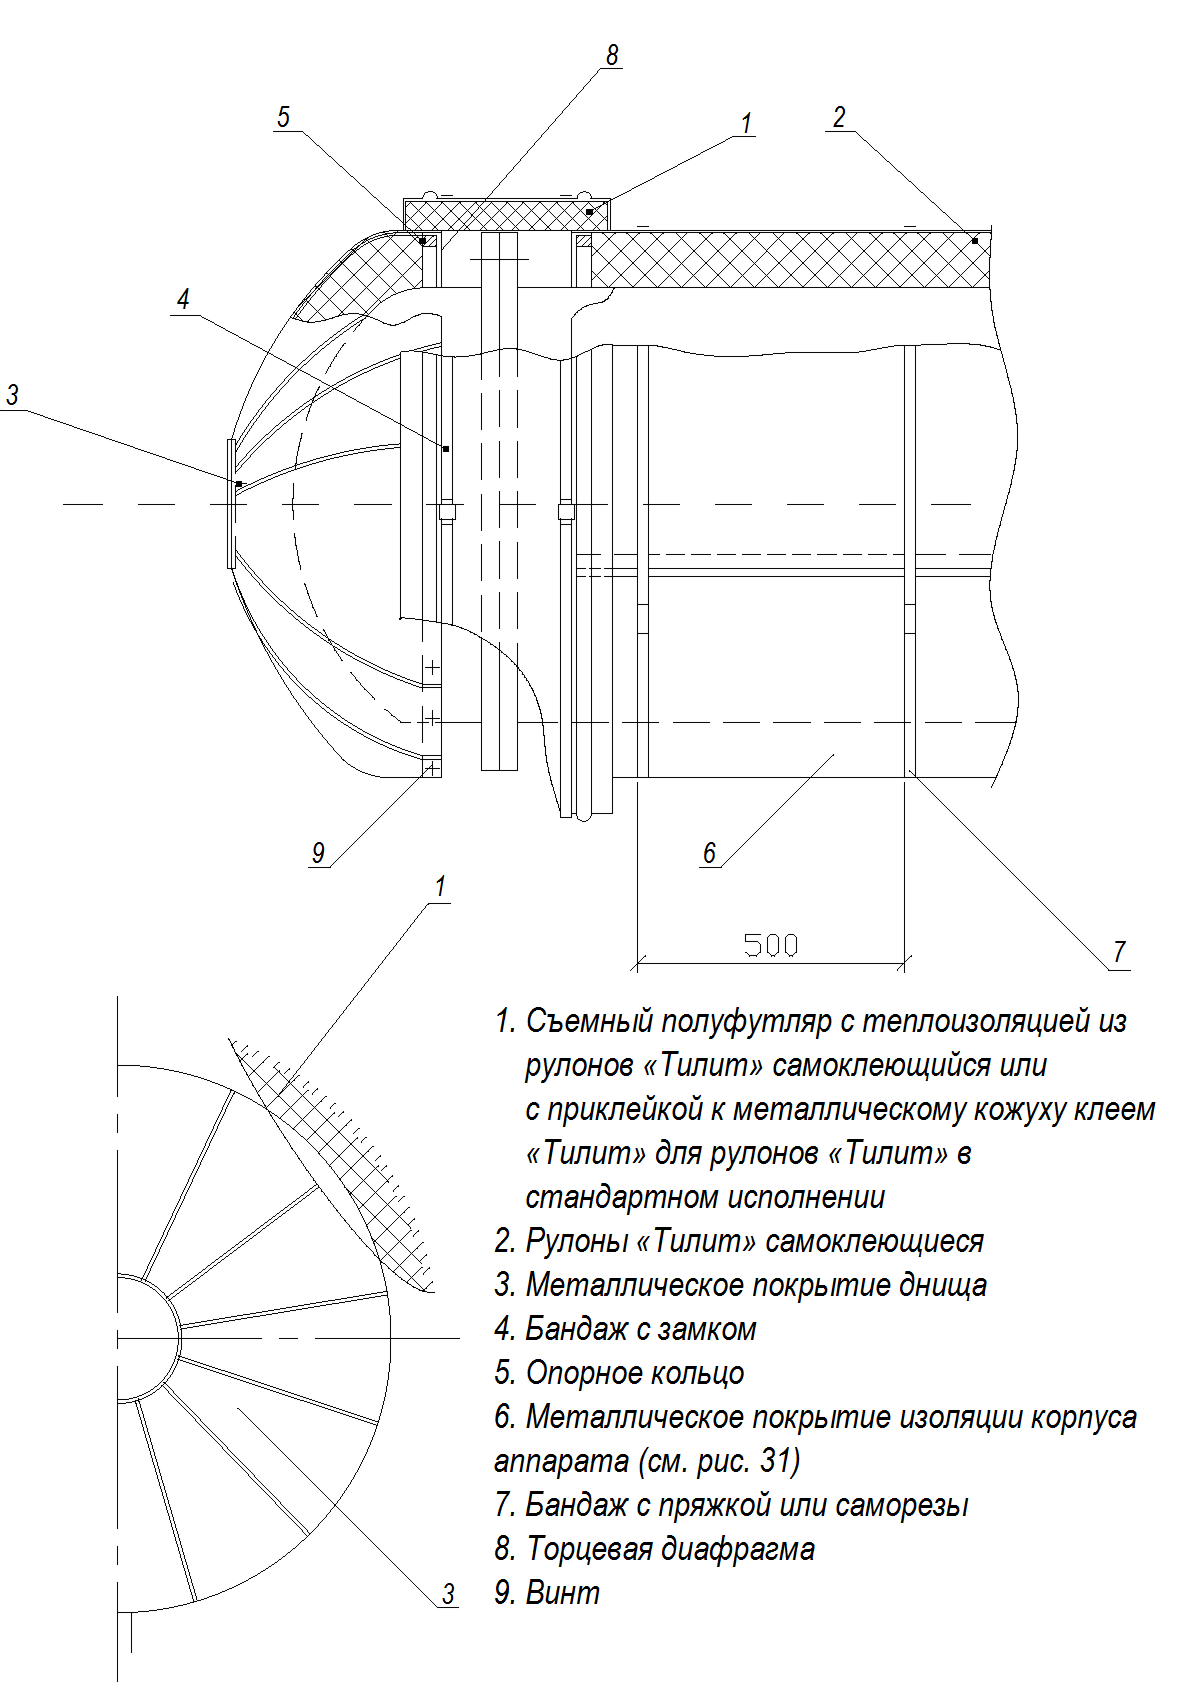 8
5
1
2
4
3
9
6
1
500
7
1. Съемный полуфутляр с теплоизоляцией из
рулонов «Тилит» самоклеющийся или
с приклейкой к металлическому кожуху клеем
«Тилит» для рулонов «Тилит» в
стандартном исполнении
2. Рулоны «Тилит» самоклеющиеся
3. Металлическое покрытие днища
4. Бандаж с замком
5. Опорное кольцо
6. Металлическое покрытие изоляции корпуса
аппарата (см. рис. 31)
7. Бандаж с пряжкой или саморезы
8. Торцевая диафрагма
9. Винт
3